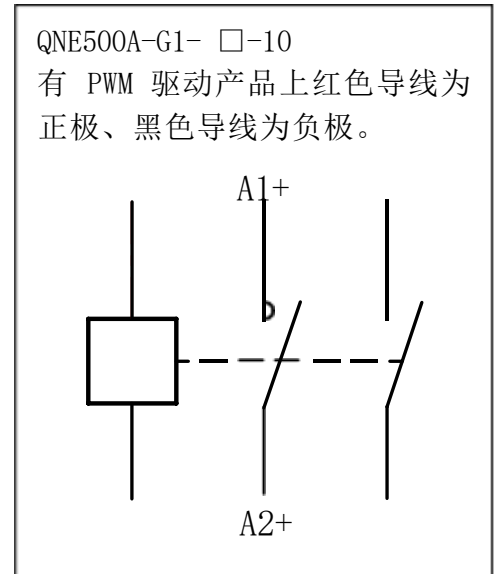 QNE500A-G1- □-10
有 PWM 驱动产品上红色导线为
正极、黑色导线为负极。
A1+
A2+